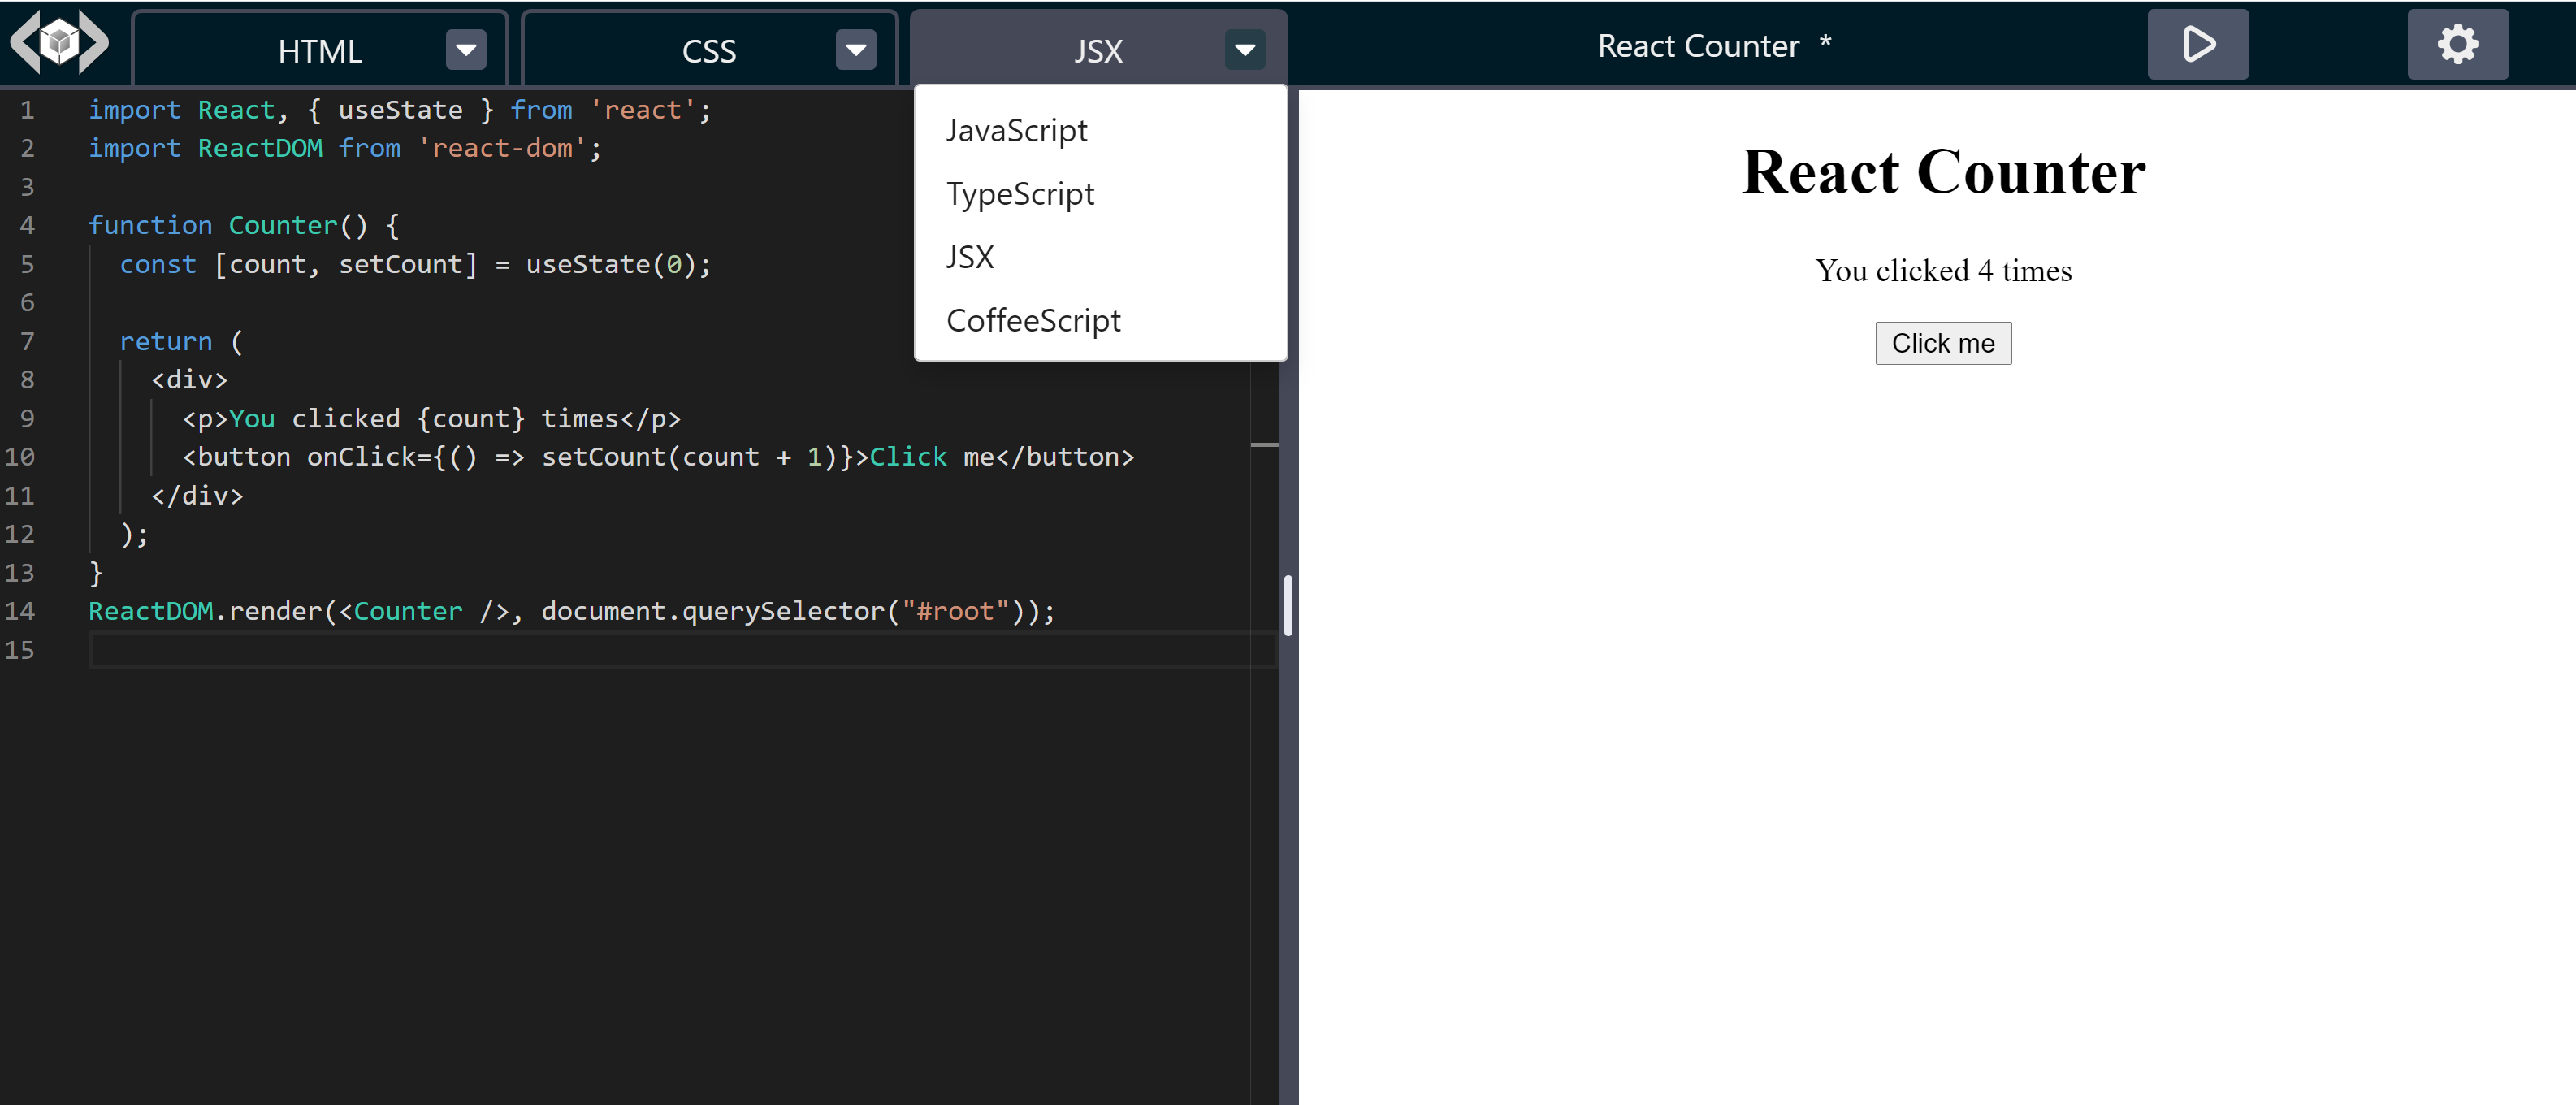 HTML
CSS
JSX
React Counter *
JavaScript
TypeScript
JSX
CoffeeScript
1 import React, { useState } from 'react';
2 import ReactDOM from 'react-dom';
3
4 function Counter() {
5   const [count, setCount] = useState(0);
6
7   return (
8     <div>
9       <p>You clicked {count} times</p>
10       <button onClick={() => setCount(count + 1)}>Click me</button>
11     </div>
12   );
13 }
14 ReactDOM.render(<Counter />, document.querySelector("#root"));
15
React Counter
You clicked 4 times
Click me